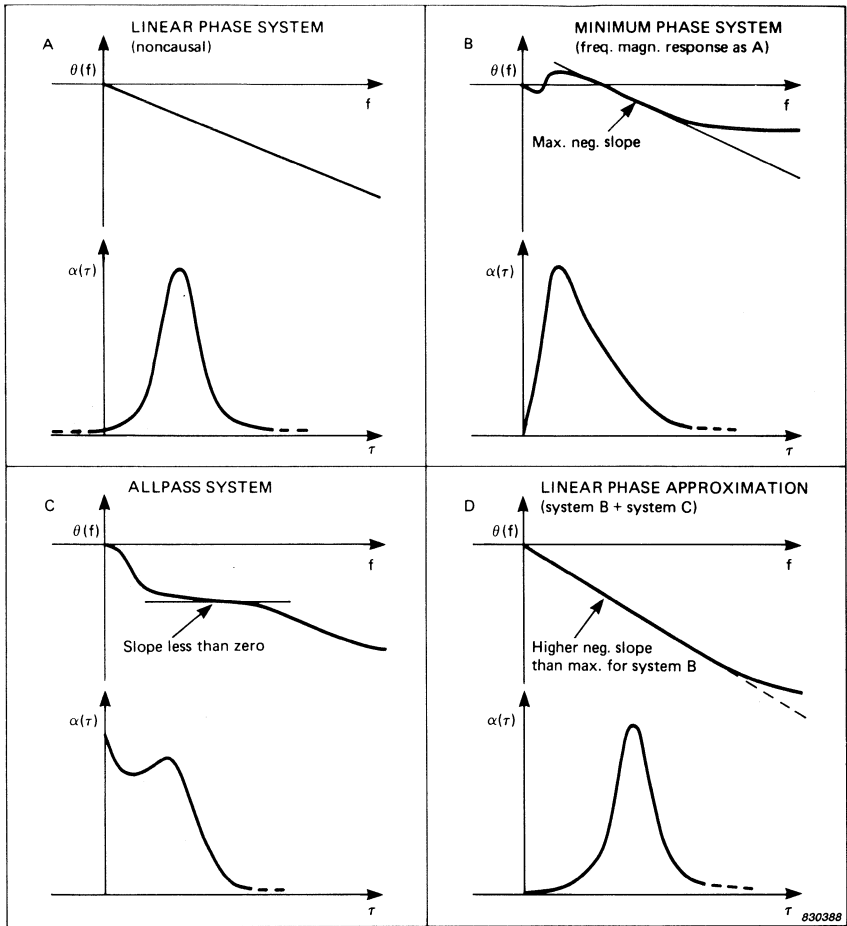 A
LINEAR PHASE SYSTEM
(noncausal)
θ(f)
f
α(τ)
τ
B
MINIMUM PHASE SYSTEM
(freq. magn. response as A)
θ(f)
f
Max. neg. slope
α(τ)
τ
C
ALLPASS SYSTEM
θ(f)
f
Slope less than zero
α(τ)
τ
D
LINEAR PHASE APPROXIMATION
(system B + system C)
θ(f)
f
Higher neg. slope
than max. for system B
α(τ)
τ
830388